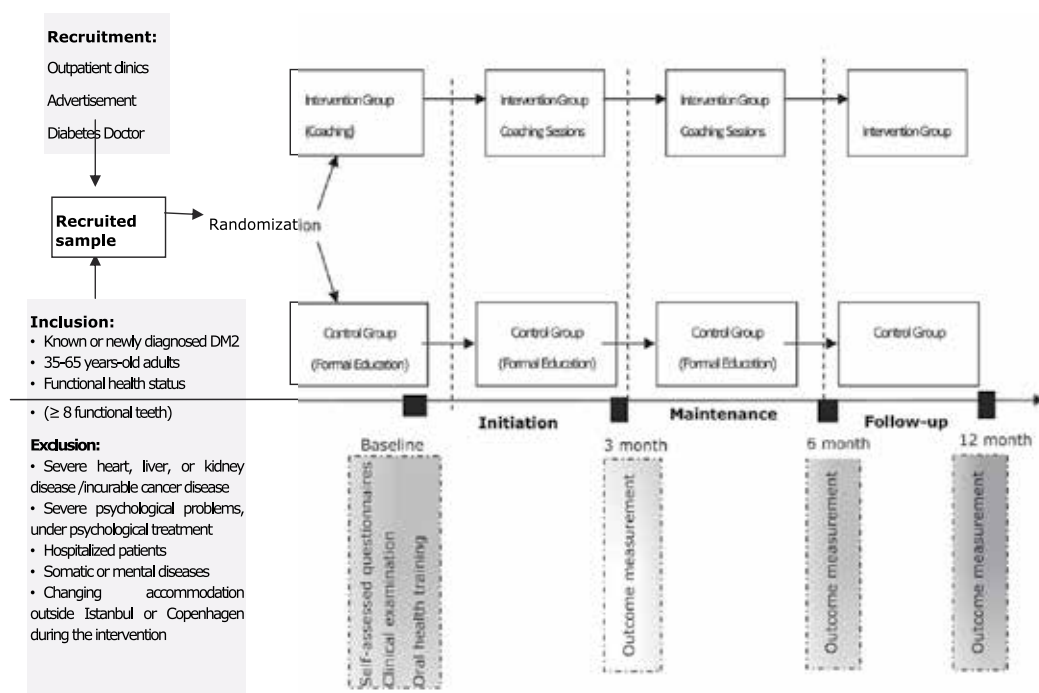 Recruitment:
Outpatient clinics
Advertisement
Diabetes Doctor
Recruited
sample
Randomization
Inclusion:
• Known or newly diagnosed DM2
• 35-65 years-old adults
• Functional health status
• (≥ 8 functional teeth)
Exclusion:
• Severe heart, liver, or kidney
disease /incurable cancer disease
• Severe psychological problems,
under psychological treatment
• Hospitalized patients
• Somatic or mental diseases
• Changing accommodation
outside Istanbul or Copenhagen
during the intervention
Intervention Group
(Coaching)
Intervention Group
Coaching Sessions
Intervention Group
Coaching Sessions
Intervention Group
Control Group
(Formal Education)
Control Group
(Formal Education)
Control Group
(Formal Education)
Control Group
Initiation
Maintenance
Follow-up
Baseline
3 month
6 month
12 month
Self-assessed questionnaires
Clinical examination
Oral health training
Outcome measurement
Outcome measurement
Outcome measurement